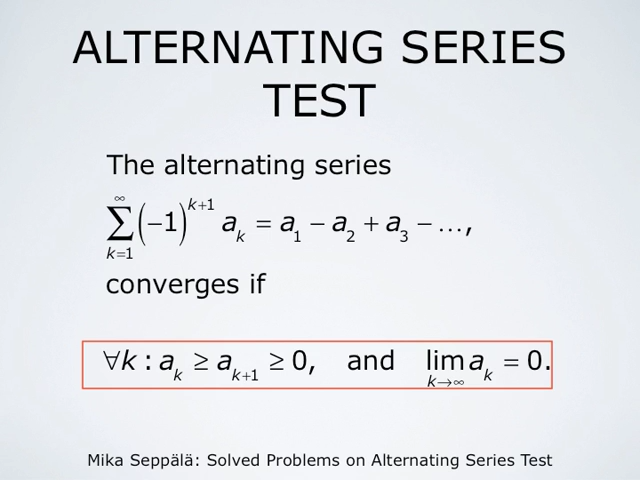 ALTERNATING SERIES
TEST
The alternating series
∑_{k=1}^{∞} (−1)^{k+1} a_k = a_1 − a_2 + a_3 − …,
converges if
∀k : a_k ≥ a_{k+1} ≥ 0, and lim_{k→∞} a_k = 0.
Mika Seppälä: Solved Problems on Alternating Series Test